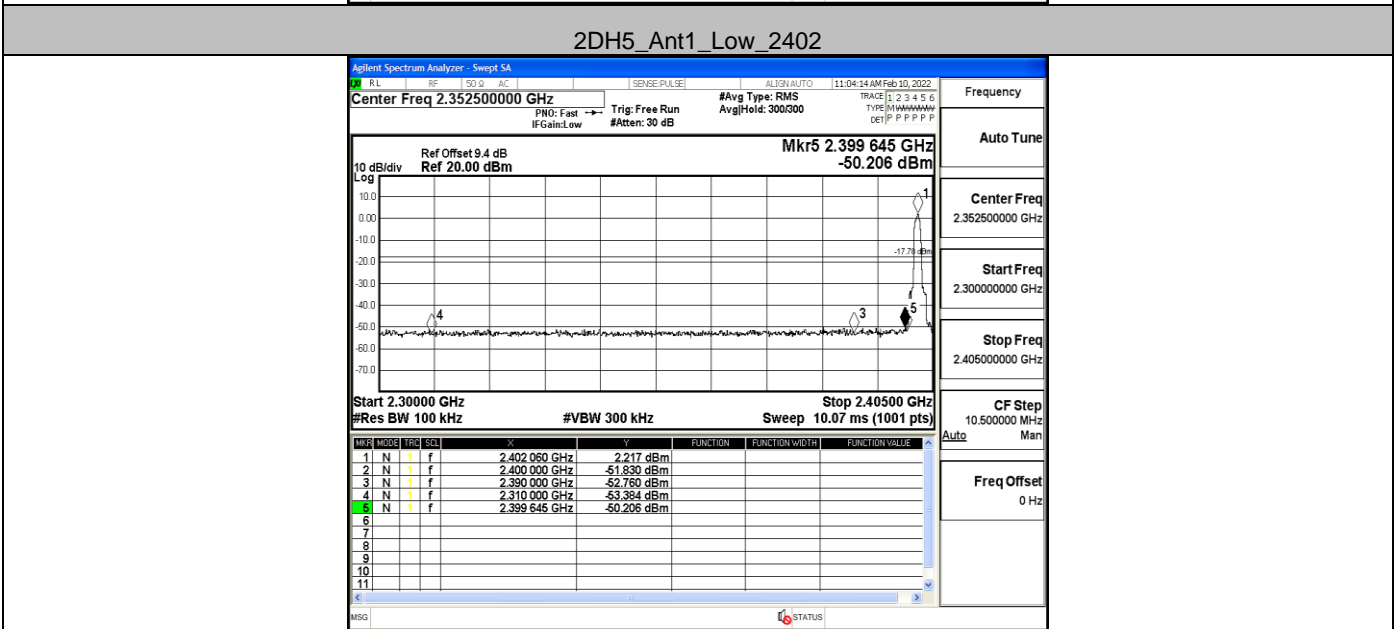 2DH5_Ant1_Low_2402
Agilent Spectrum Analyzer - Swept SA
RL RF 50 Ω AC SENSE:PULSE ALIGN AUTO 11:04:14 AM Feb 10, 2022
Center Freq 2.352500000 GHz
PNO: Fast
IFGain:Low
Trig: Free Run
#Atten: 30 dB
#Avg Type: RMS
Avg|Hold: 300/300
TRACE 1 2 3 4 5 6
TYPE M
DET P P P P P P
Mkr5 2.399 645 GHz
-50.206 dBm
Ref Offset 9.4 dB
10 dB/div Ref 20.00 dBm
Log
10.0
0.00
-10.0
-20.0
-30.0
-40.0
-50.0
-60.0
-70.0
1
-17.78 dBm
4
3
5
Start 2.30000 GHz Stop 2.40500 GHz
#Res BW 100 kHz #VBW 300 kHz Sweep 10.07 ms (1001 pts)
MKR MODE TRC SCL X Y FUNCTION FUNCTION WIDTH FUNCTION VALUE
1 N 1 f 2.402 060 GHz 2.217 dBm
2 N 1 f 2.400 000 GHz -51.830 dBm
3 N 1 f 2.390 000 GHz -52.760 dBm
4 N 1 f 2.310 000 GHz -53.384 dBm
5 N 1 f 2.399 645 GHz -50.206 dBm
6
7
8
9
10
11
MSG STATUS
Frequency
Auto Tune
Center Freq
2.352500000 GHz
Start Freq
2.300000000 GHz
Stop Freq
2.405000000 GHz
CF Step
10.500000 MHz
Auto Man
Freq Offset
0 Hz